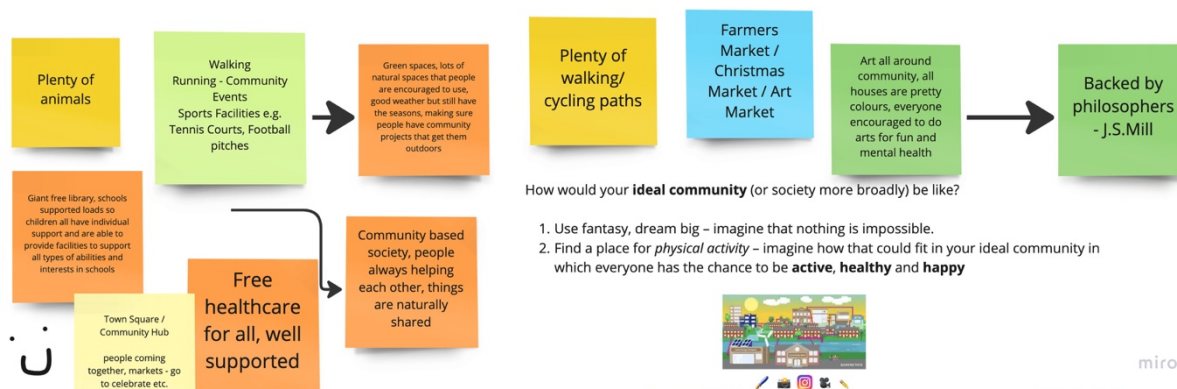 Plenty of
animals
Walking
Running - Community
Events
Sports Facilities e.g.
Tennis Courts, Football
pitches
Green spaces, lots of
natural spaces that people
are encouraged to use,
good weather but still have
the seasons, making sure
people have community
projects that get them
outdoors
Plenty of
walking/
cycling paths
Farmers
Market /
Christmas
Market / Art
Market
Art all around
community, all
houses are pretty
colours, everyone
encouraged to do
arts for fun and
mental health
Backed by
philosophers
- J.S.Mill
Giant free library, schools
supported loads so
children all have individual
support and are able to
provide facilities to support
all types of abilities and
interests in schools
Community based
society, people
always helping
each other, things
are naturally
shared
Free
healthcare
for all, well
supported
Town Square /
Community Hub
people coming
together, markets - go
to celebrate etc.
How would your ideal community (or society more broadly) be like?
1. Use fantasy, dream big – imagine that nothing is impossible.
2. Find a place for physical activity – imagine how that could fit in your ideal community in
which everyone has the chance to be active, healthy and happy
miro